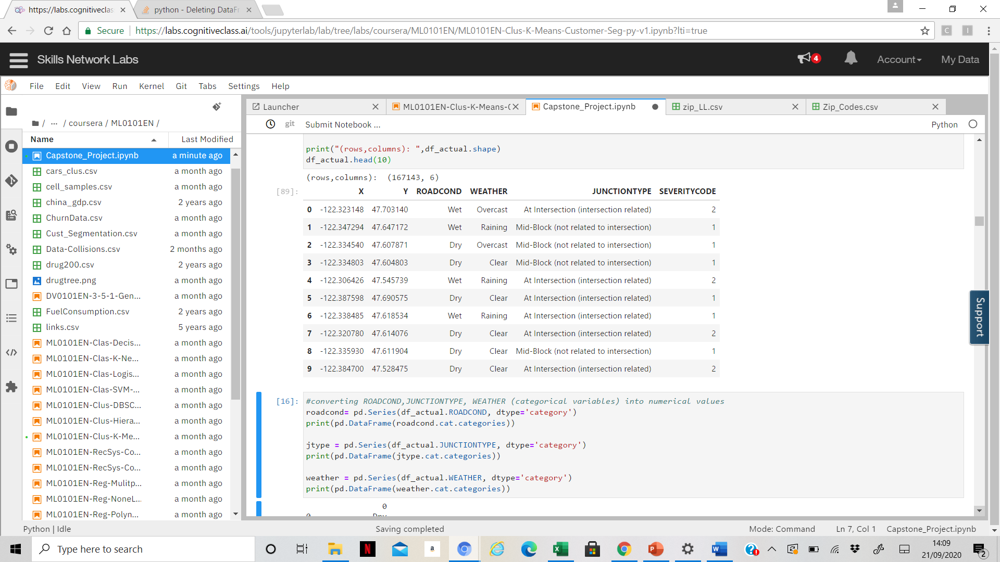 https://labs.cognitiveclas
python - Deleting DataFr
Secure
https://labs.cognitiveclass.ai/tools/jupyterlab/lab/tree/labs/coursera/ML0101EN/ML0101EN-Clus-K-Means-Customer-Seg-py-v1.ipynb?lti=true
Skills Network Labs
4
Account
My Data
File Edit View Run Kernel Git Tabs Settings Help
Launcher
ML0101EN-Clus-K-Means-C
Capstone_Project.ipynb
zip_LL.csv
Zip_Codes.csv
/ ... / coursera / ML0101EN /
git
Submit Notebook ...
Python
Name Last Modified
Capstone_Project.ipynb a minute ago
cars_clus.csv a month ago
cell_samples.csv a month ago
china_gdp.csv 2 years ago
ChurnData.csv a month ago
Cust_Segmentation.csv a month ago
Data-Collisions.csv 2 months ago
drug200.csv 2 years ago
drugtree.png a month ago
DV0101EN-3-5-1-Gen... a month ago
FuelConsumption.csv 2 years ago
links.csv 5 years ago
ML0101EN-Clas-Decis... a month ago
ML0101EN-Clas-K-Ne... a month ago
ML0101EN-Clas-Logis... a month ago
ML0101EN-Clas-SVM-... a month ago
ML0101EN-Clus-DBSC... a month ago
ML0101EN-Clus-Hiera... a month ago
ML0101EN-Clus-K-Me... a month ago
ML0101EN-RecSys-Co... a month ago
ML0101EN-RecSys-Co... a month ago
ML0101EN-Reg-Mulitp... a month ago
ML0101EN-Reg-NoneL... a month ago
ML0101EN-Reg-Polyn... a month ago
print("(rows,columns): ",df_actual.shape)
df_actual.head(10)
(rows,columns): (167143, 6)
[89]:
X Y ROADCOND WEATHER JUNCTIONTYPE SEVERITYCODE
0 -122.323148 47.703140 Wet Overcast At Intersection (intersection related) 2
1 -122.347294 47.647172 Wet Raining Mid-Block (not related to intersection) 1
2 -122.334540 47.607871 Dry Overcast Mid-Block (not related to intersection) 1
3 -122.334803 47.604803 Dry Clear Mid-Block (not related to intersection) 1
4 -122.306426 47.545739 Wet Raining At Intersection (intersection related) 2
5 -122.387598 47.690575 Dry Clear At Intersection (intersection related) 1
6 -122.338485 47.618534 Wet Raining At Intersection (intersection related) 1
7 -122.320780 47.614076 Dry Clear At Intersection (intersection related) 2
8 -122.335930 47.611904 Dry Clear Mid-Block (not related to intersection) 1
9 -122.384700 47.528475 Dry Clear At Intersection (intersection related) 2
[16]:
#converting ROADCOND,JUNCTIONTYPE, WEATHER (categorical variables) into numerical values
roadcond= pd.Series(df_actual.ROADCOND, dtype='category')
print(pd.DataFrame(roadcond.cat.categories))
jtype = pd.Series(df_actual.JUNCTIONTYPE, dtype='category')
print(pd.DataFrame(jtype.cat.categories))
weather = pd.Series(df_actual.WEATHER, dtype='category')
print(pd.DataFrame(weather.cat.categories))
0
0 Dry
Support
Python | Idle
Saving completed
Mode: Command
Ln 7, Col 1
Capstone_Project.ipynb
Type here to search
14:09
21/09/2020
2